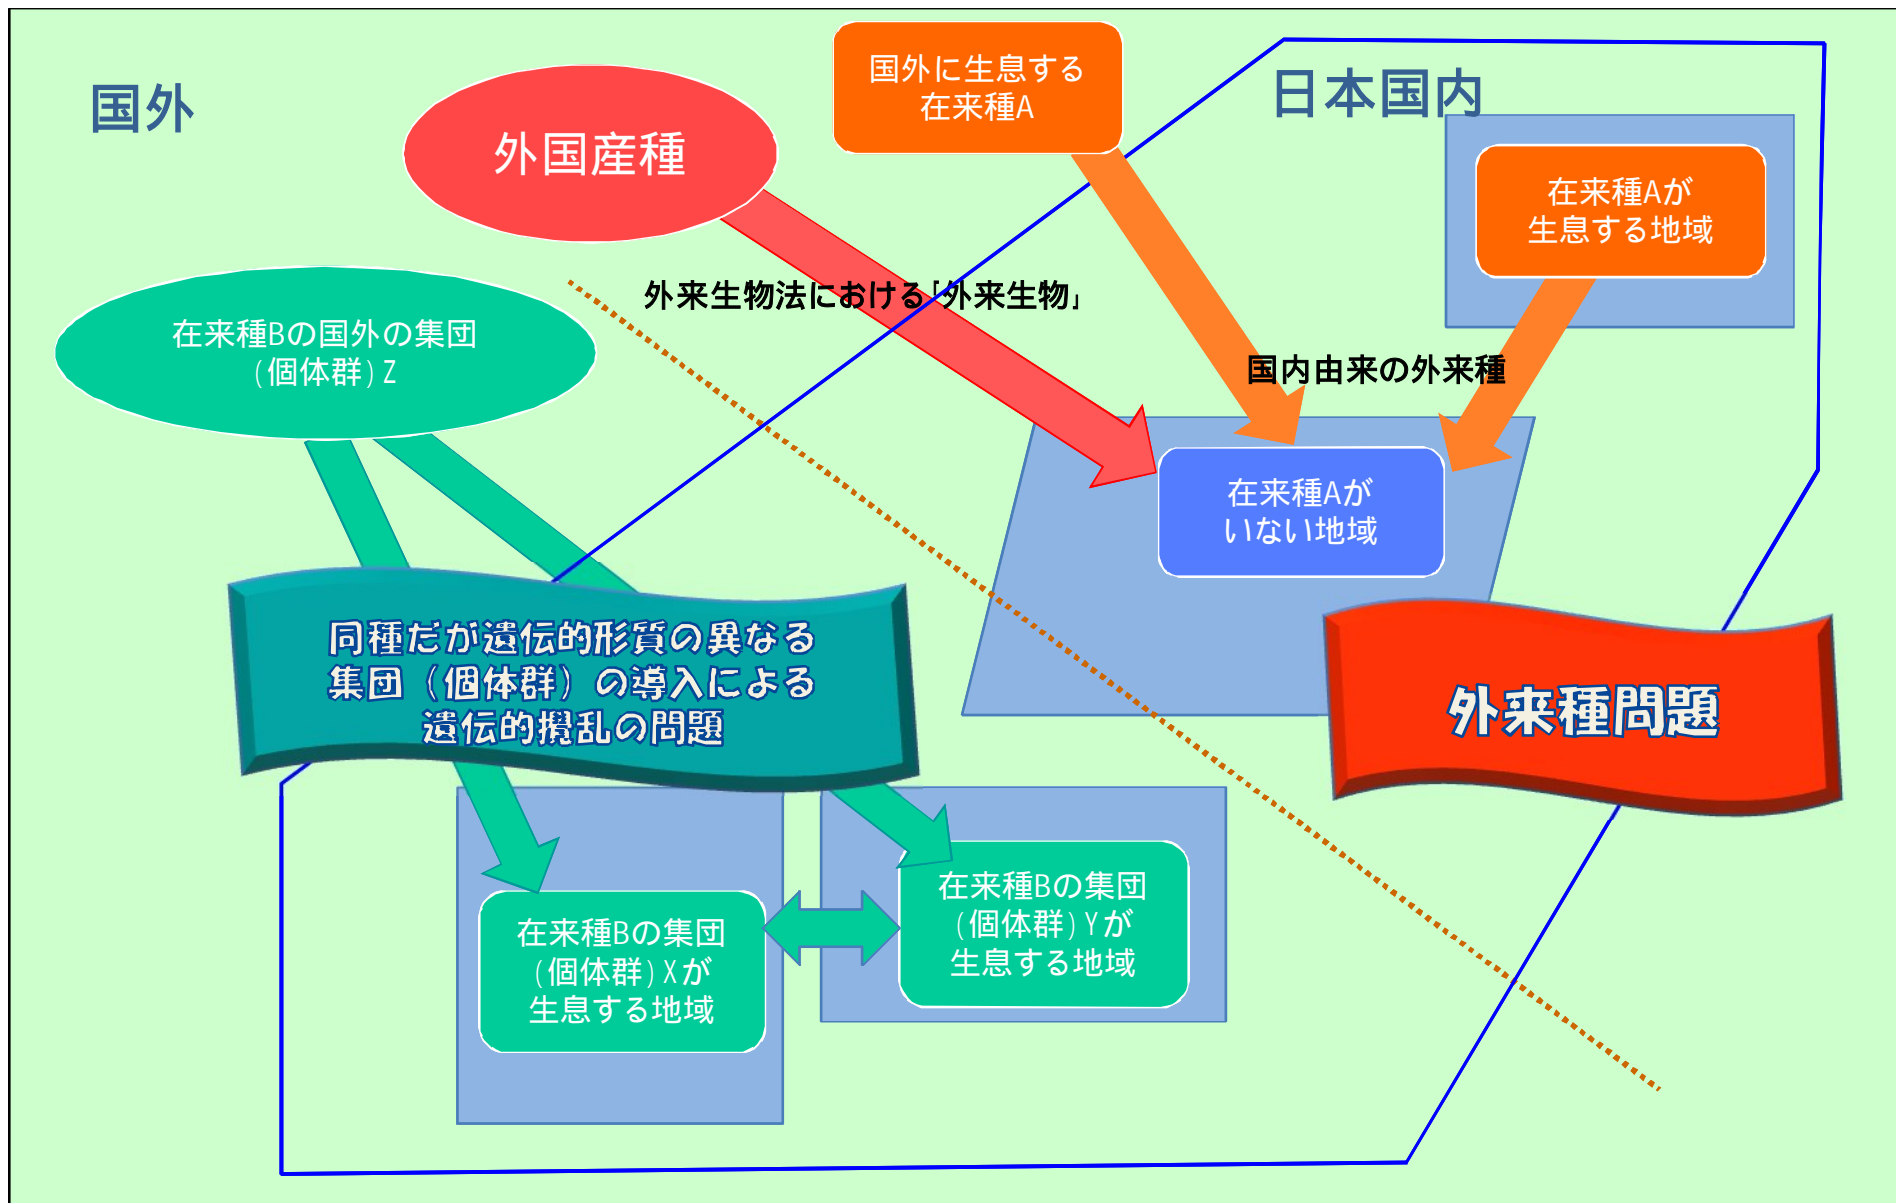 国外
日本国内
外国産種
国外に生息する
在来種A
在来種Aが
生息する地域
外来生物法における「外来生物」
在来種Bの国外の集団
(個体群)Z
国内由来の外来種
在来種Aが
いない地域
同種だが遺伝的形質の異なる
集団（個体群）の導入による
遺伝的攪乱の問題
外来種問題
在来種Bの集団
(個体群)Xが
生息する地域
在来種Bの集団
(個体群)Yが
生息する地域